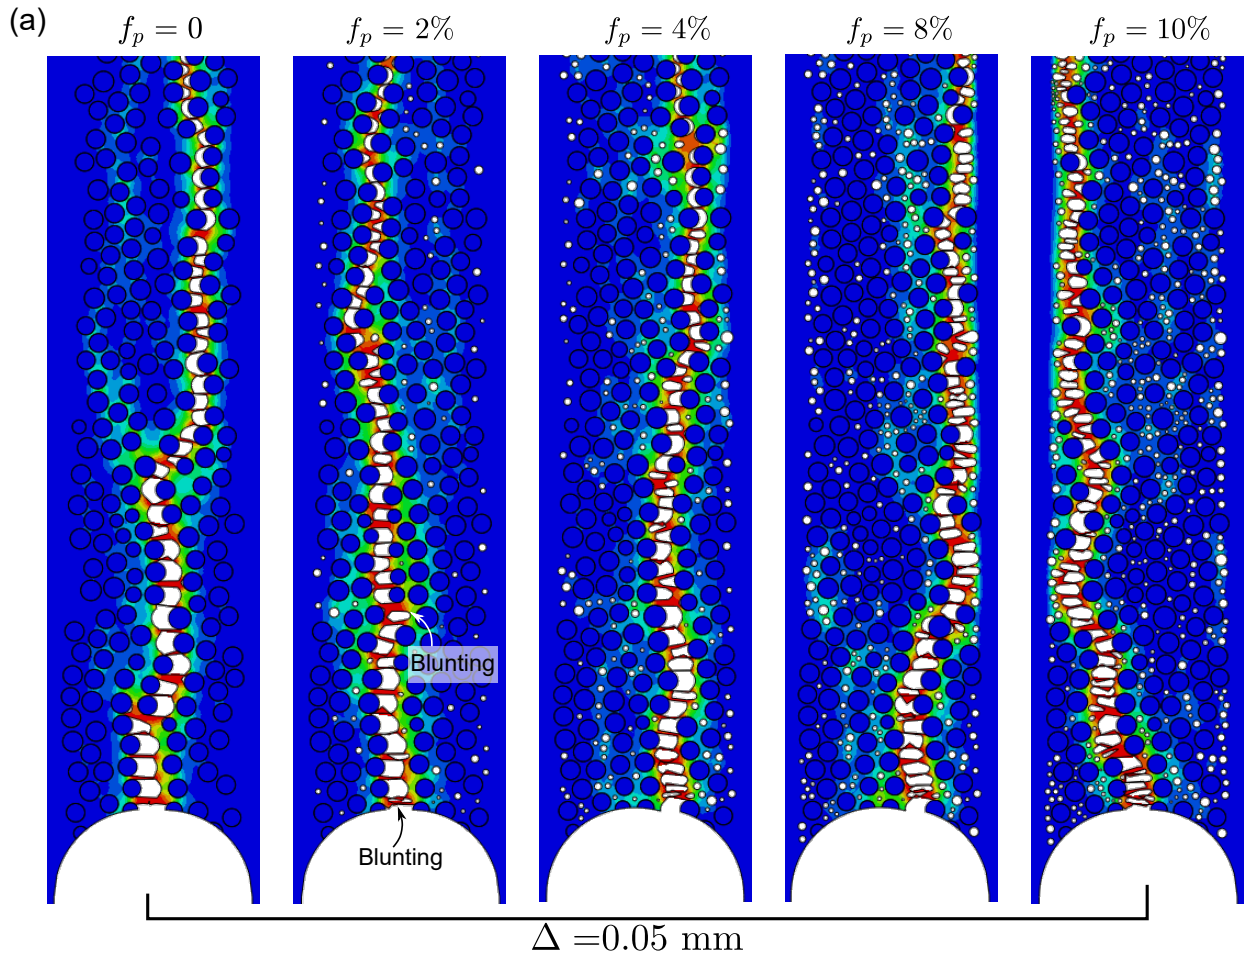 (a)
f_p = 0
f_p = 2%
f_p = 4%
f_p = 8%
f_p = 10%
Blunting
Blunting
Δ =0.05 mm